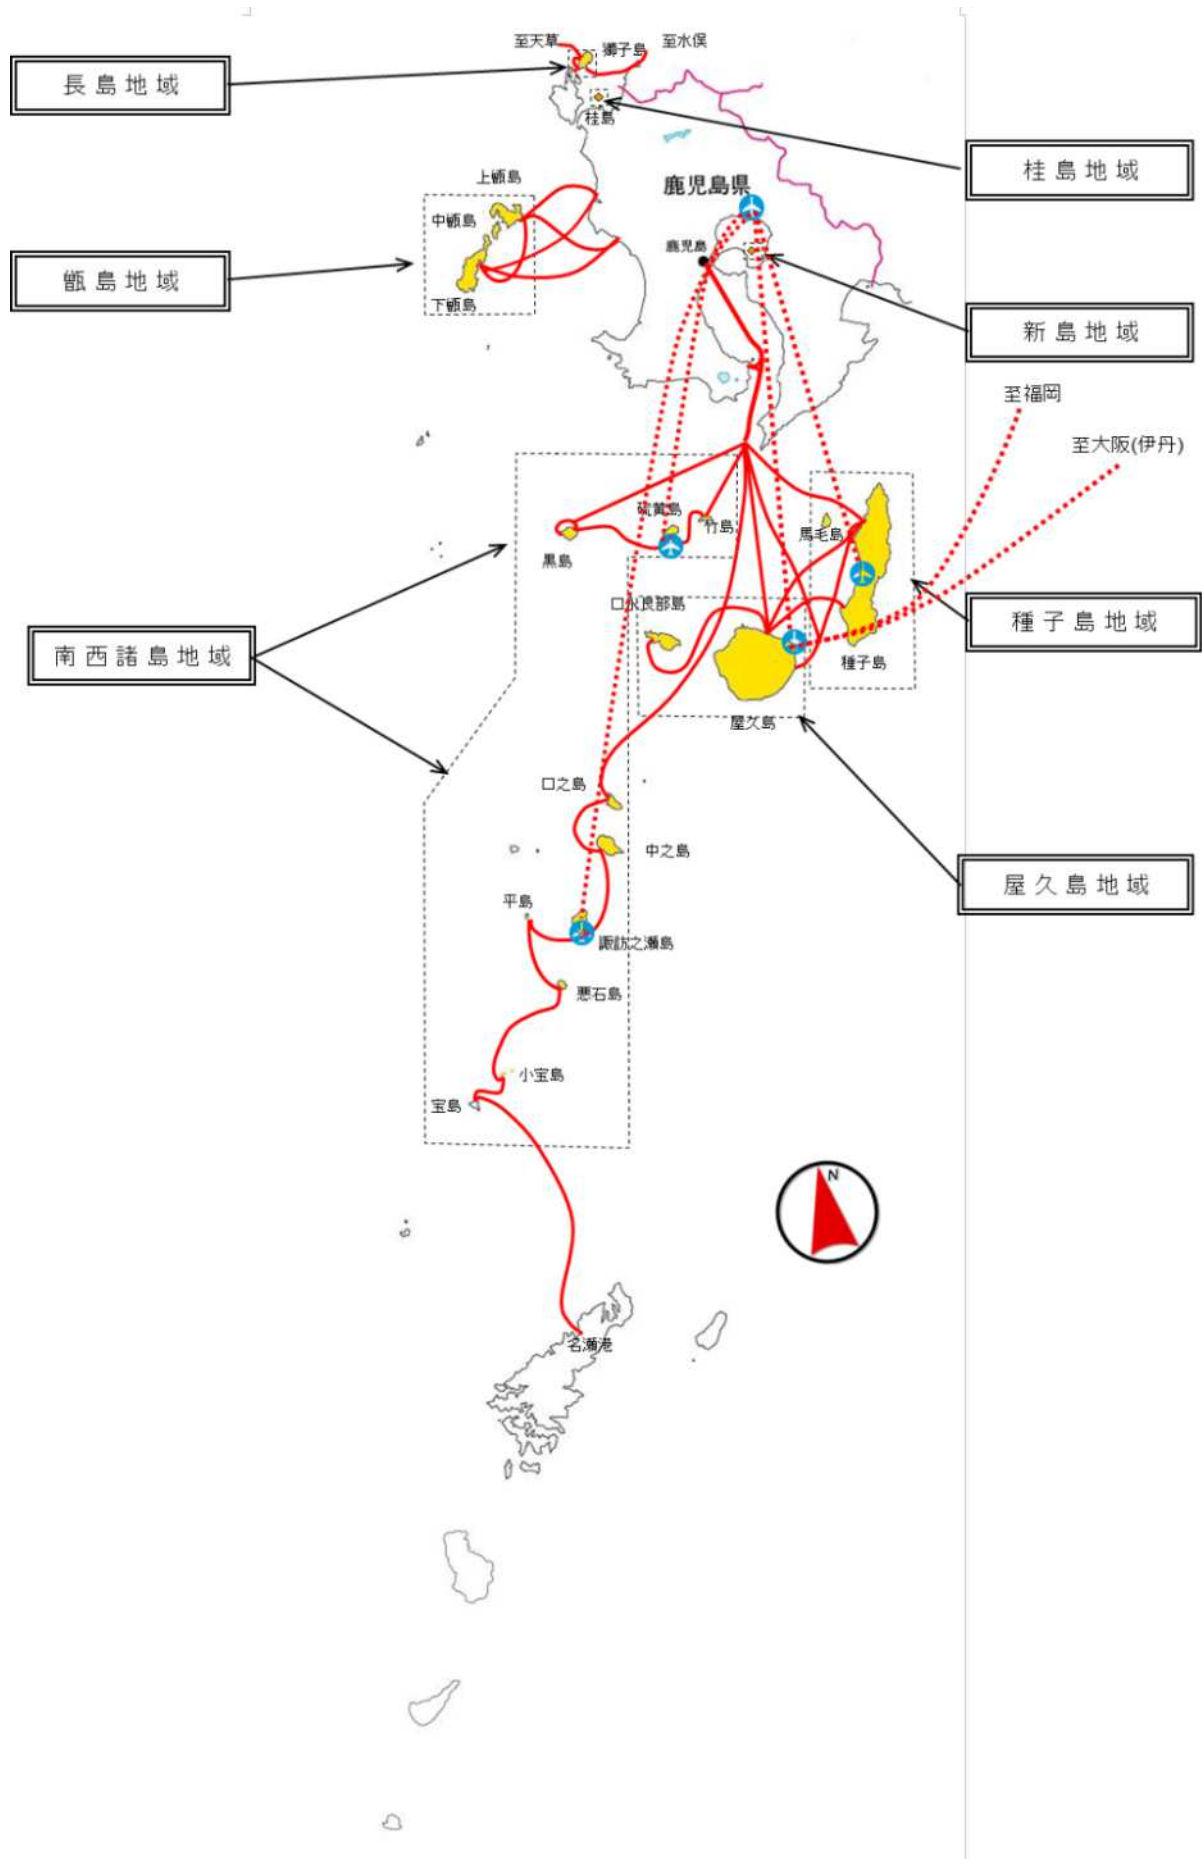 至天草
獅子島
至水俣
長島地域
桂島
桂島地域
上甑島
鹿児島県
中甑島
鹿児島
甑島地域
下甑島
新島地域
至福岡
至大阪(伊丹)
硫黄島
竹島
馬毛島
黒島
口永良部島
種子島地域
南西諸島地域
種子島
屋久島
口之島
中之島
屋久島地域
平島
諏訪之瀬島
悪石島
小宝島
宝島
N
名瀬港